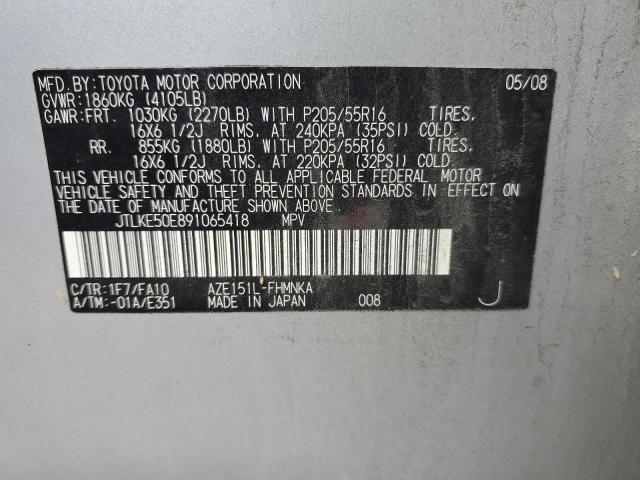 MFD.BY:TOYOTA MOTOR CORPORATION 05/08
GVWR:1860KG (4105LB)
GAWR:FRT. 1030KG (2270LB) WITH P205/55R16 TIRES,
16X6 1/2J RIMS, AT 240KPA (35PSI) COLD
RR. 855KG (1880LB) WITH P205/55R16 TIRES,
16X6 1/2J RIMS, AT 220KPA (32PSI) COLD.
THIS VEHICLE CONFORMS TO ALL APPLICABLE FEDERAL MOTOR
VEHICLE SAFETY AND THEFT PREVENTION STANDARDS IN EFFECT ON
THE DATE OF MANUFACTURE SHOWN ABOVE.
JTLKE50E891065418 MPV
C/TR:1F7/FA10 AZE151L-FHMNKA
A/TM:-01A/E351 MADE IN JAPAN 008 J